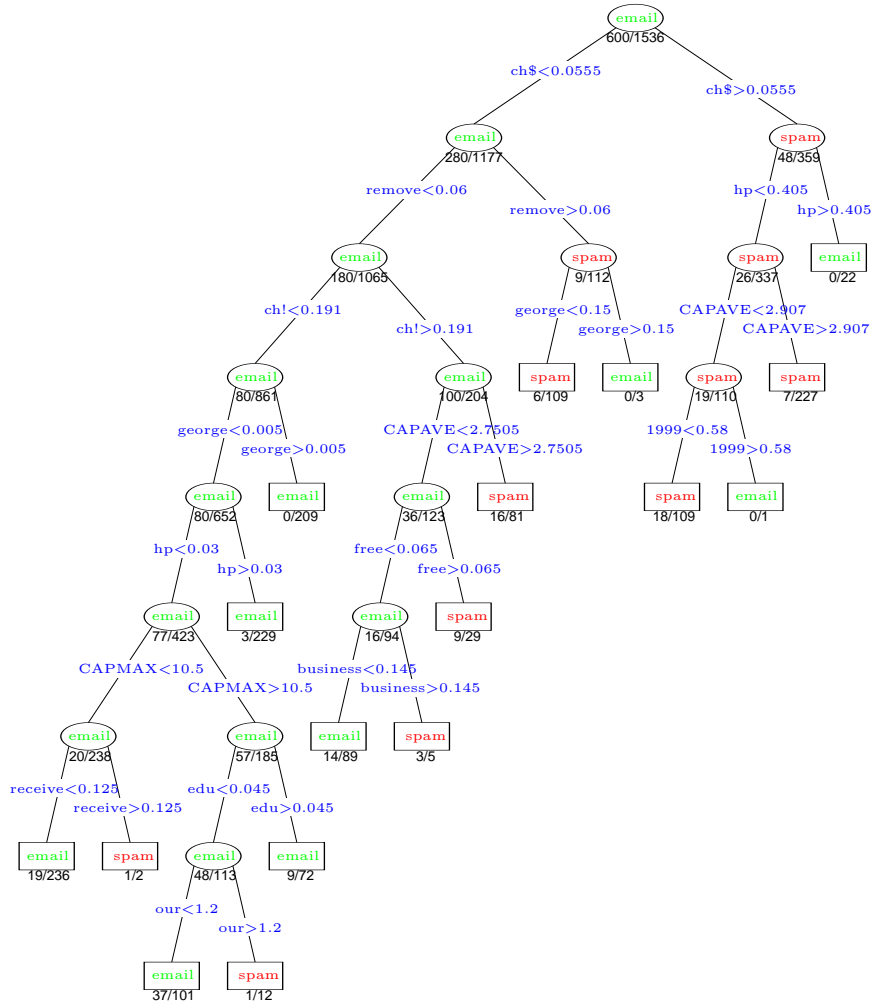 email
600/1536
ch$<0.0555
ch$>0.0555
email
280/1177
spam
48/359
remove<0.06
hp<0.405
remove>0.06
hp>0.405
email
180/1065
spam
9/112
spam
26/337
email
0/22
ch!<0.191
george<0.15
CAPAVE<2.907
ch!>0.191
george>0.15
CAPAVE>2.907
email
80/861
email
100/204
spam
6/109
email
0/3
spam
19/110
spam
7/227
george<0.005
CAPAVE<2.7505
1999<0.58
george>0.005
CAPAVE>2.7505
1999>0.58
email
80/652
email
0/209
email
36/123
spam
16/81
spam
18/109
email
0/1
hp<0.03
free<0.065
hp>0.03
free>0.065
email
77/423
email
3/229
email
16/94
spam
9/29
CAPMAX<10.5
business<0.145
CAPMAX>10.5
business>0.145
email
20/238
email
57/185
email
14/89
spam
3/5
receive<0.125
edu<0.045
receive>0.125
edu>0.045
email
19/236
spam
1/2
email
48/113
email
9/72
our<1.2
our>1.2
email
37/101
spam
1/12